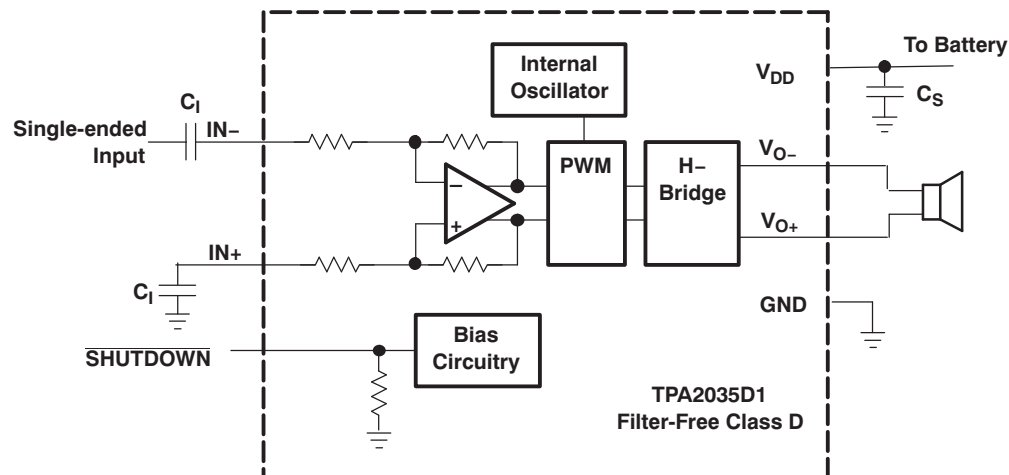 Internal
Oscillator
To Battery
VDD
CS
CI
Single-ended
Input
IN−
PWM
H−
Bridge
VO−
VO+
−
+
IN+
CI
GND
SHUTDOWN
Bias
Circuitry
TPA2035D1
Filter-Free Class D